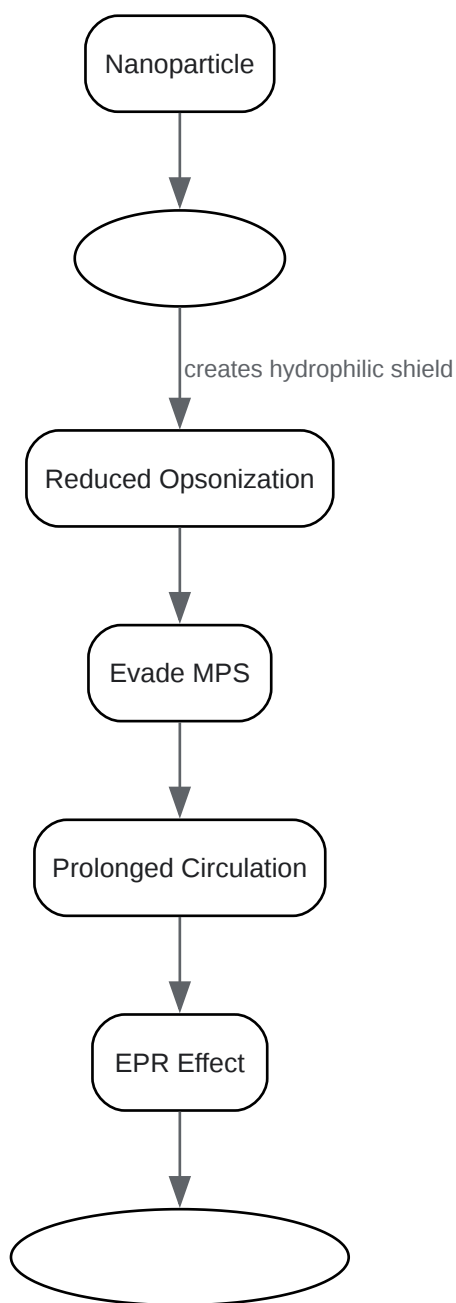 Nanoparticle
creates hydrophilic shield
Reduced Opsonization
Evade MPS
Prolonged Circulation
EPR Effect